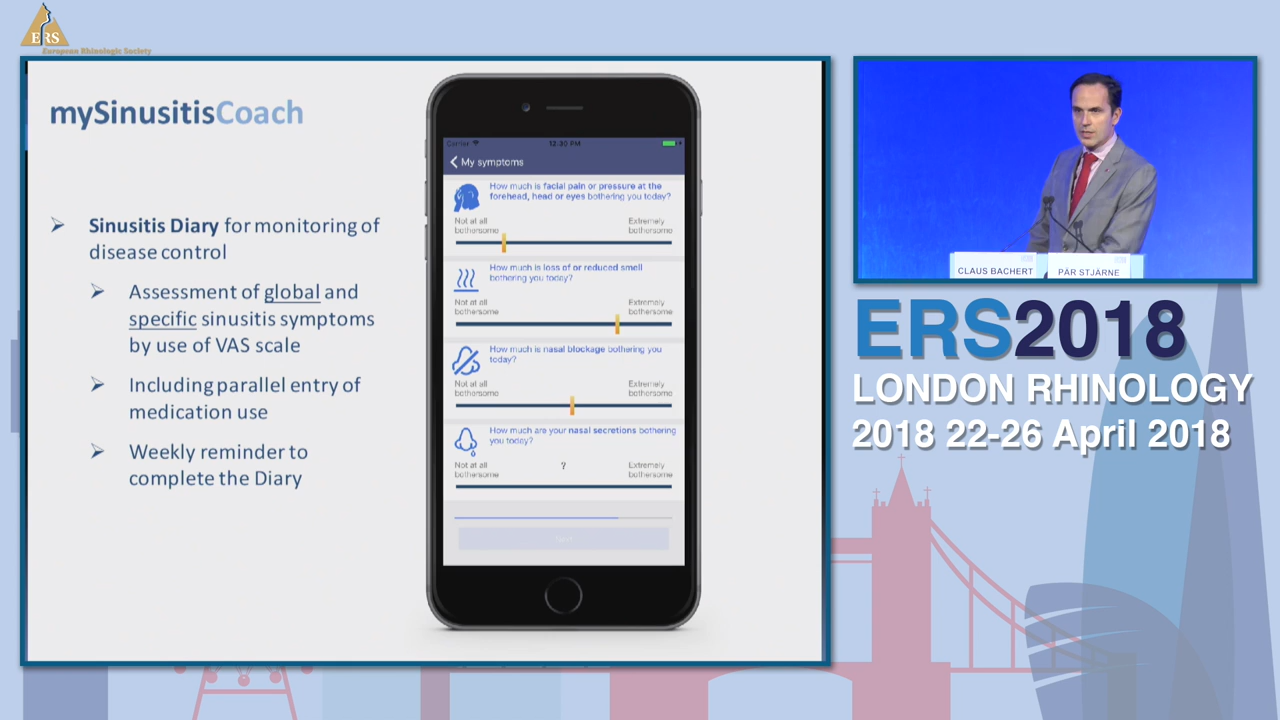 ERS
European Rhinologic Society
mySinusitisCoach
Sinusitis Diary for monitoring of
disease control
Assessment of global and
specific sinusitis symptoms
by use of VAS scale
Including parallel entry of
medication use
Weekly reminder to
complete the Diary
Carrier
12:30 PM
My symptoms
How much is facial pain or pressure at the
forehead, head or eyes bothering you today?
Not at all
bothersome
Extremely
bothersome
How much is loss of or reduced smell
bothering you today?
Not at all
bothersome
Extremely
bothersome
How much is nasal blockage bothering you
today?
Not at all
bothersome
Extremely
bothersome
How much are your nasal secretions bothering
you today?
Not at all
bothersome
?
Extremely
bothersome
CLAUS BACHERT
PÄR STJÄRNE
ERS2018
LONDON RHINOLOGY
2018 22-26 April 2018